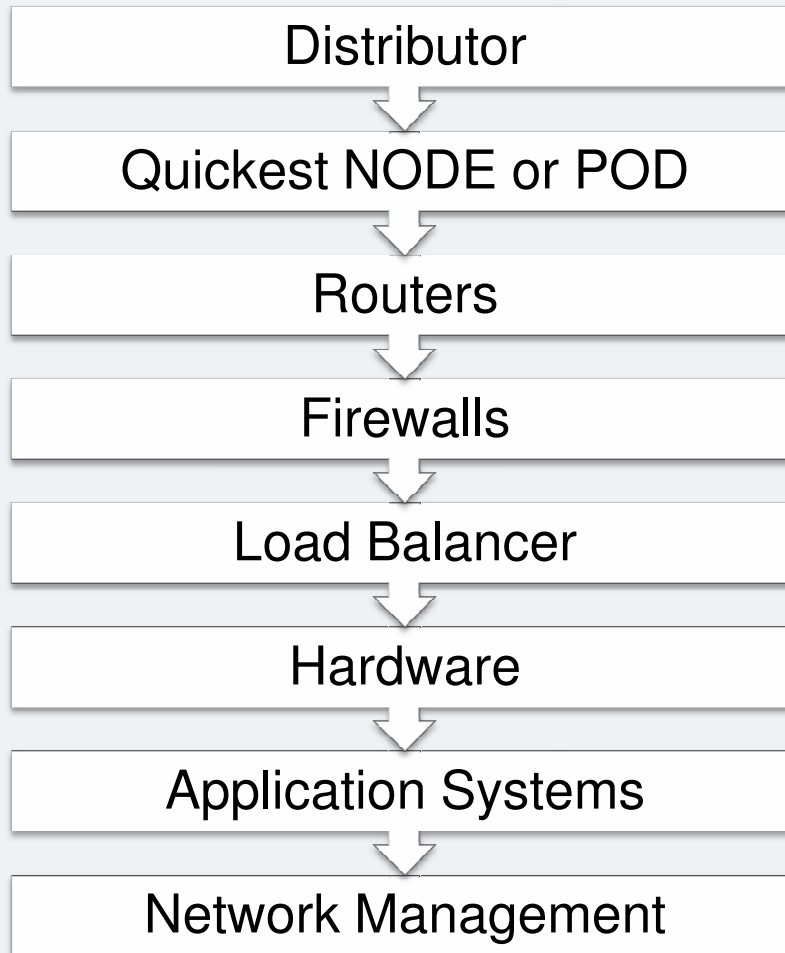 Distributor
Quickest NODE or POD
Routers
Firewalls
Load Balancer
Hardware
Application Systems
Network Management